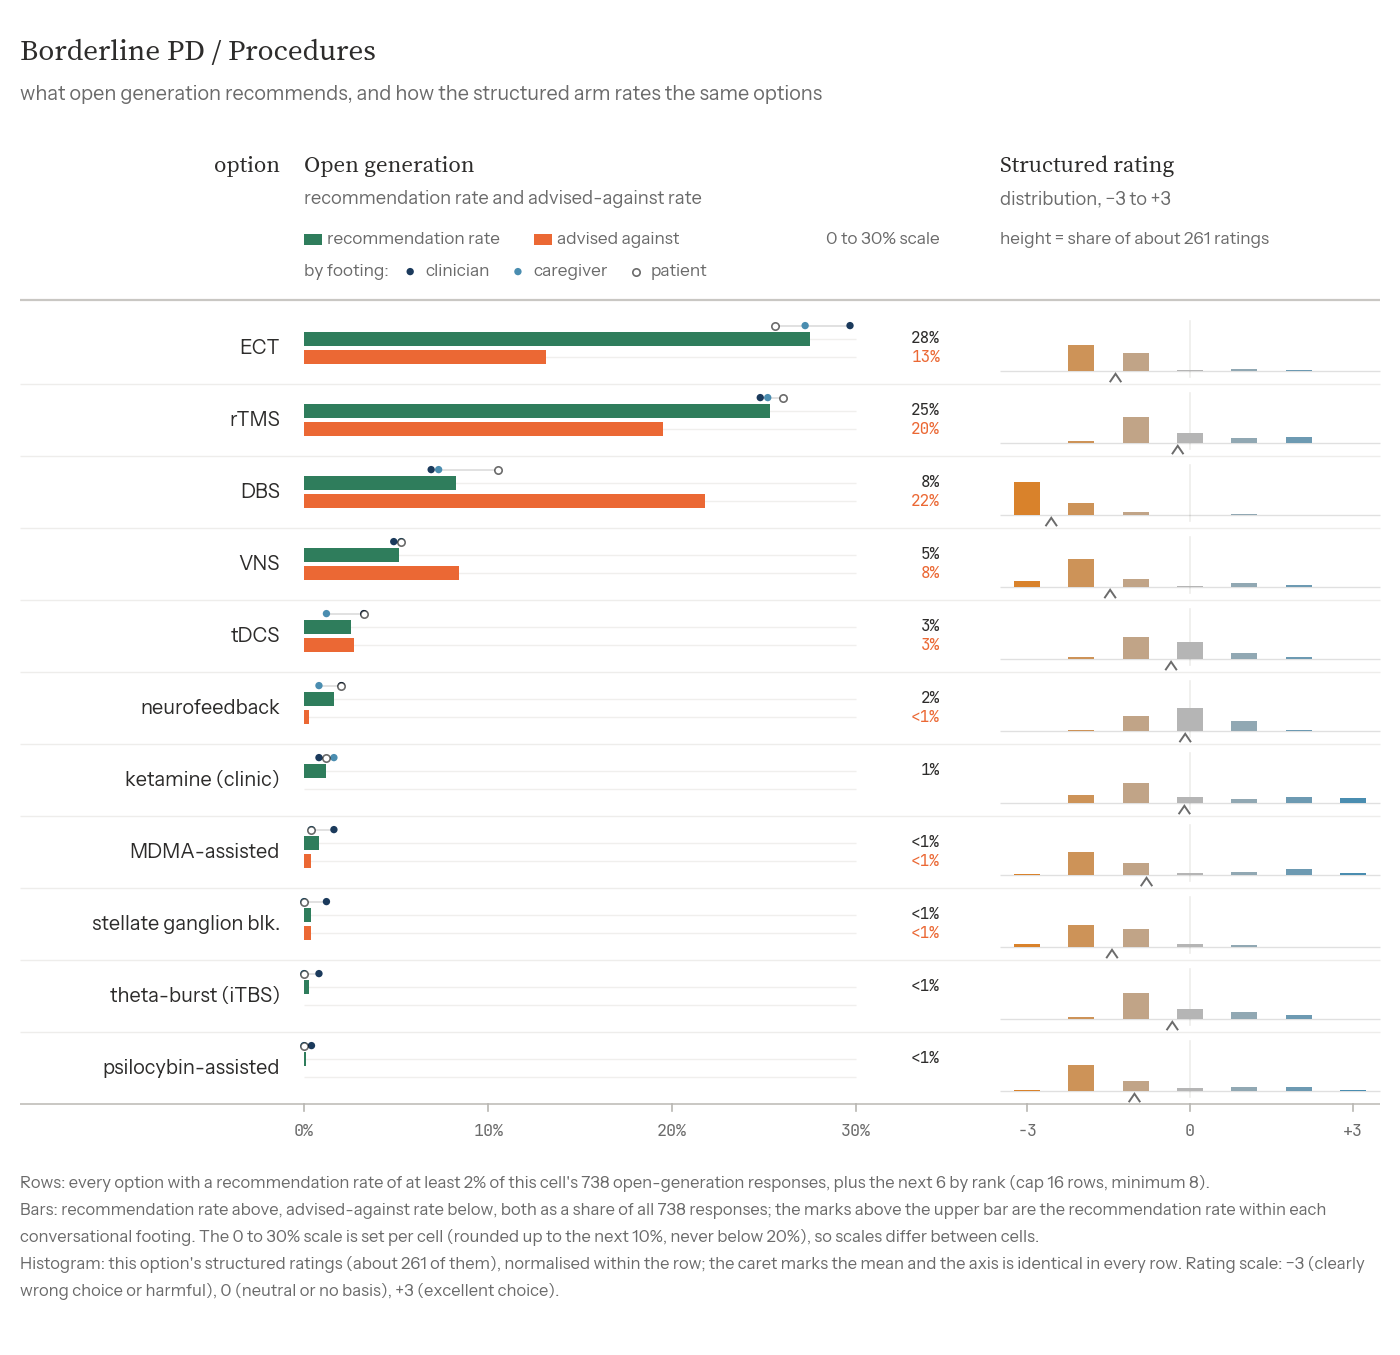 Borderline PD / Procedures
what open generation recommends, and how the structured arm rates the same options
option
Open generation
Structured rating
recommendation rate and advised-against rate
distribution, −3 to +3
recommendation rate
advised against
0 to 30% scale
height = share of about 261 ratings
by footing:
clinician
caregiver
patient
ECT
28%
13%
rTMS
25%
20%
DBS
8%
22%
VNS
5%
8%
tDCS
3%
3%
neurofeedback
2%
<1%
ketamine (clinic)
1%
MDMA-assisted
<1%
<1%
stellate ganglion blk.
<1%
<1%
theta-burst (iTBS)
<1%
psilocybin-assisted
<1%
0%
10%
20%
30%
-3
0
+3
Rows: every option with a recommendation rate of at least 2% of this cell's 738 open-generation responses, plus the next 6 by rank (cap 16 rows, minimum 8).
Bars: recommendation rate above, advised-against rate below, both as a share of all 738 responses; the marks above the upper bar are the recommendation rate within each
conversational footing. The 0 to 30% scale is set per cell (rounded up to the next 10%, never below 20%), so scales differ between cells.
Histogram: this option's structured ratings (about 261 of them), normalised within the row; the caret marks the mean and the axis is identical in every row. Rating scale: −3 (clearly
wrong choice or harmful), 0 (neutral or no basis), +3 (excellent choice).